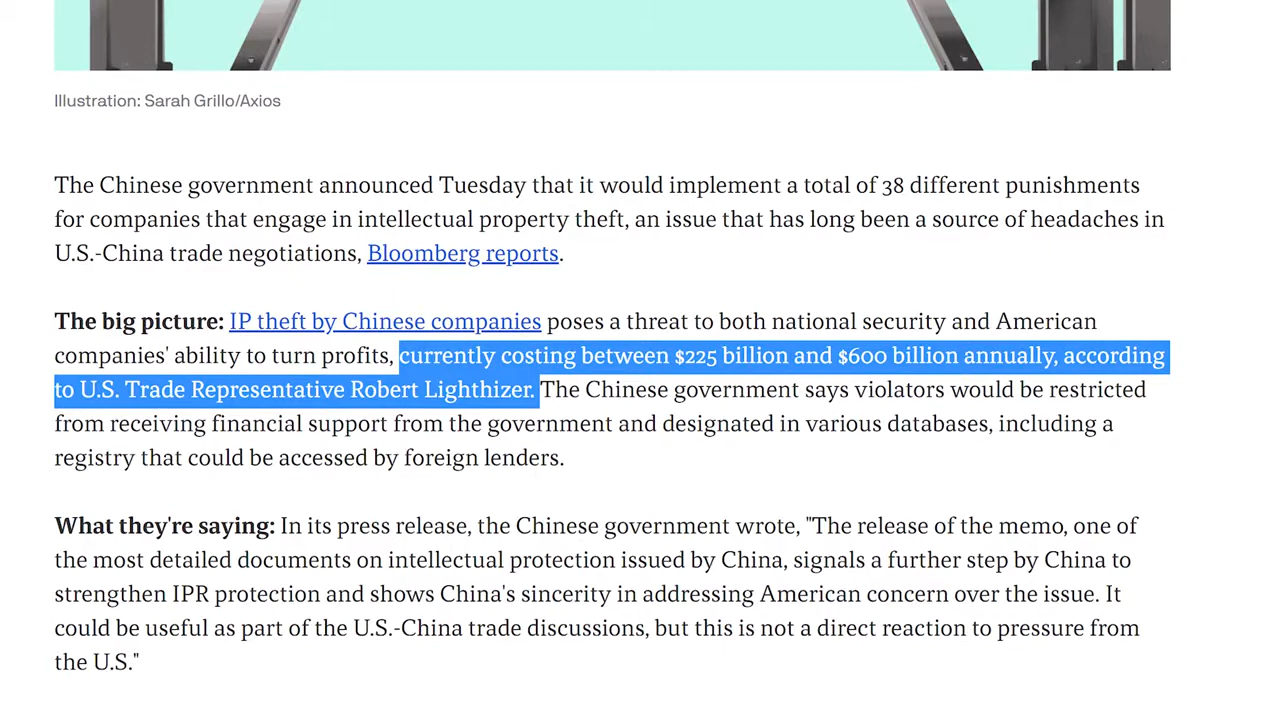 Illustration: Sarah Grillo/Axios
The Chinese government announced Tuesday that it would implement a total of 38 different punishments
for companies that engage in intellectual property theft, an issue that has long been a source of headaches in
U.S.-China trade negotiations, Bloomberg reports.
The big picture: IP theft by Chinese companies poses a threat to both national security and American
companies' ability to turn profits, currently costing between $225 billion and $600 billion annually, according
to U.S. Trade Representative Robert Lighthizer. The Chinese government says violators would be restricted
from receiving financial support from the government and designated in various databases, including a
registry that could be accessed by foreign lenders.
What they're saying: In its press release, the Chinese government wrote, "The release of the memo, one of
the most detailed documents on intellectual protection issued by China, signals a further step by China to
strengthen IPR protection and shows China's sincerity in addressing American concern over the issue. It
could be useful as part of the U.S.-China trade discussions, but this is not a direct reaction to pressure from
the U.S."